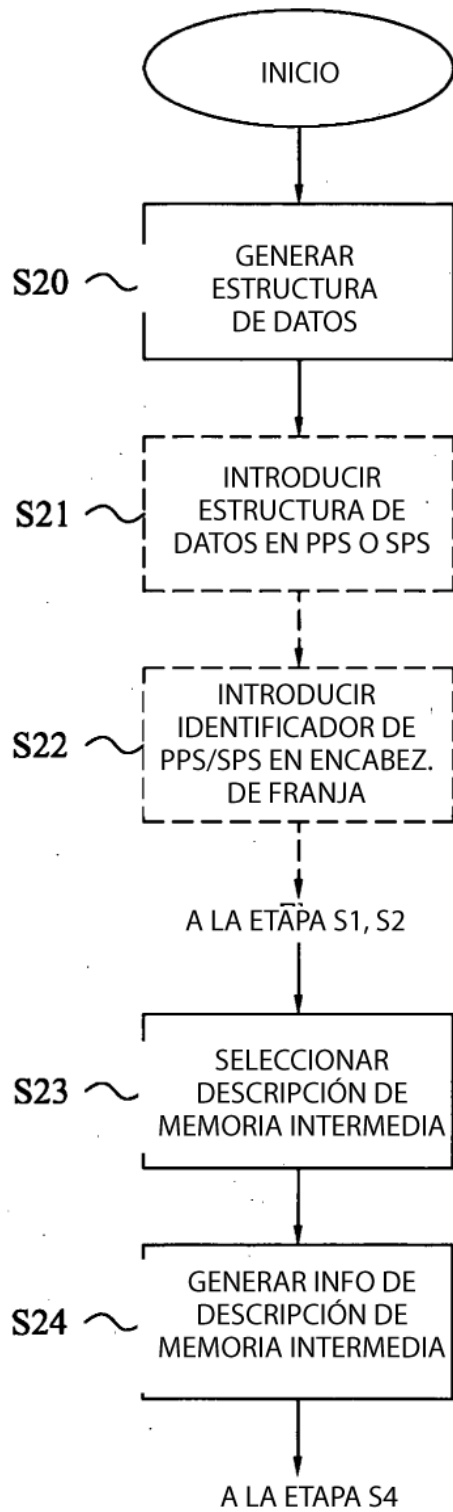 INICIO
S20
GENERAR
ESTRUCTURA
DE DATOS
S21
INTRODUCIR
ESTRUCTURA DE
DATOS EN PPS O SPS
S22
INTRODUCIR
IDENTIFICADOR DE
PPS/SPS EN ENCABEZ.
DE FRANJA
A LA ETAPA S1, S2
S23
SELECCIONAR
DESCRIPCIÓN DE
MEMORIA INTERMEDIA
S24
GENERAR INFO DE
DESCRIPCIÓN DE
MEMORIA INTERMEDIA
A LA ETAPA S4